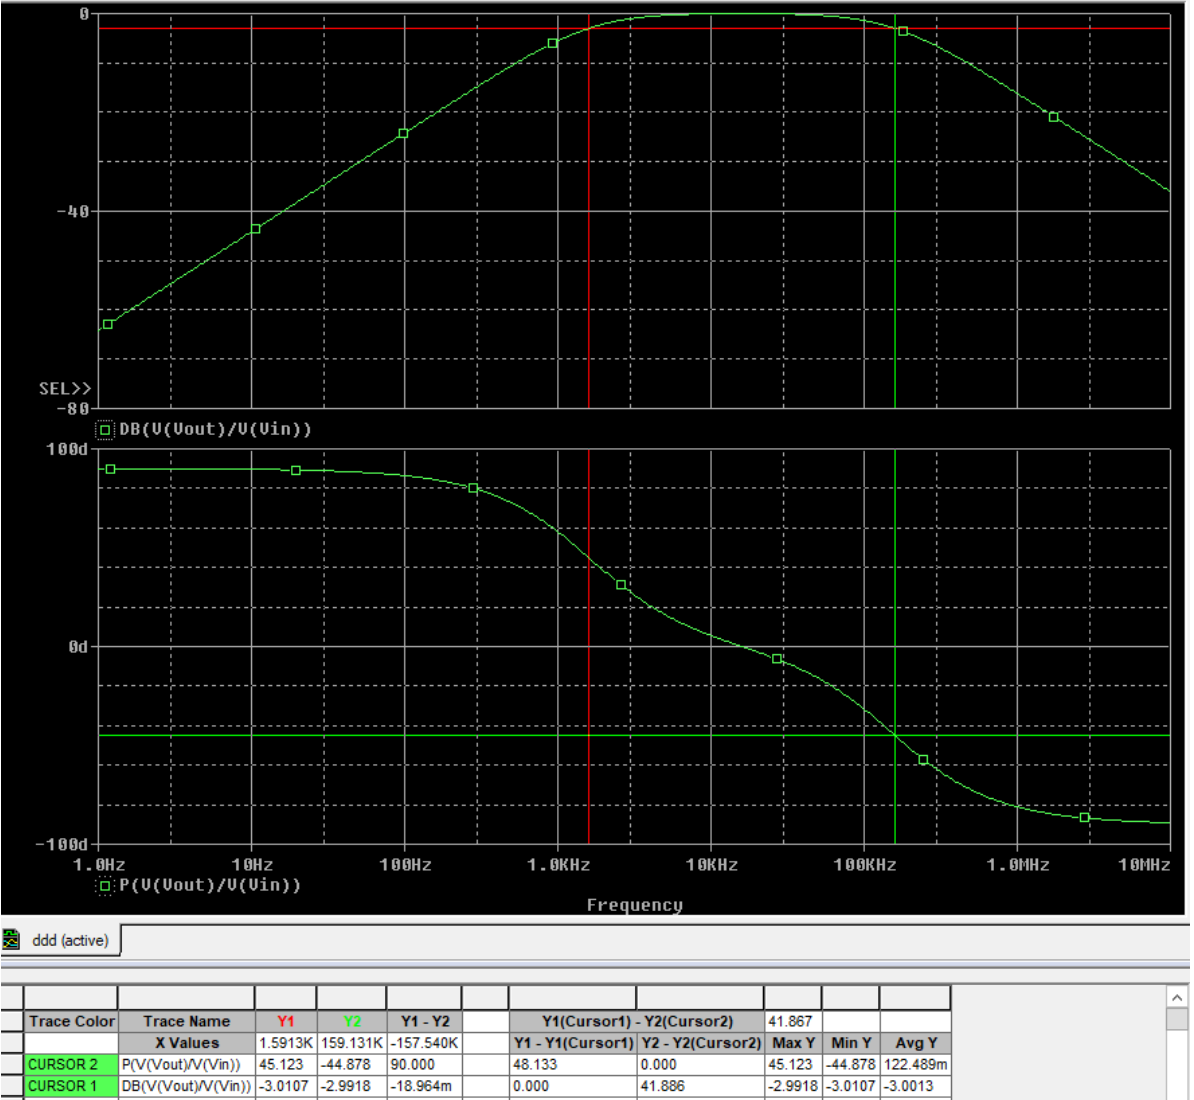 0
-40
SEL>>
-80
DB(V(Vout)/V(Vin))
100d
0d
-100d
1.0Hz 10Hz 100Hz 1.0KHz 10KHz 100KHz 1.0MHz 10MHz
P(V(Vout)/V(Vin))
Frequency
ddd (active)
Trace Color Trace Name Y1 Y2 Y1 - Y2 Y1(Cursor1) - Y2(Cursor2) 41.867
X Values 1.5913K 159.131K -157.540K Y1 - Y1(Cursor1) Y2 - Y2(Cursor2) Max Y Min Y Avg Y
CURSOR 2 P(V(Vout)/V(Vin)) 45.123 -44.878 90.000 48.133 0.000 45.123 -44.878 122.489m
CURSOR 1 DB(V(Vout)/V(Vin)) -3.0107 -2.9918 -18.964m 0.000 41.886 -2.9918 -3.0107 -3.0013